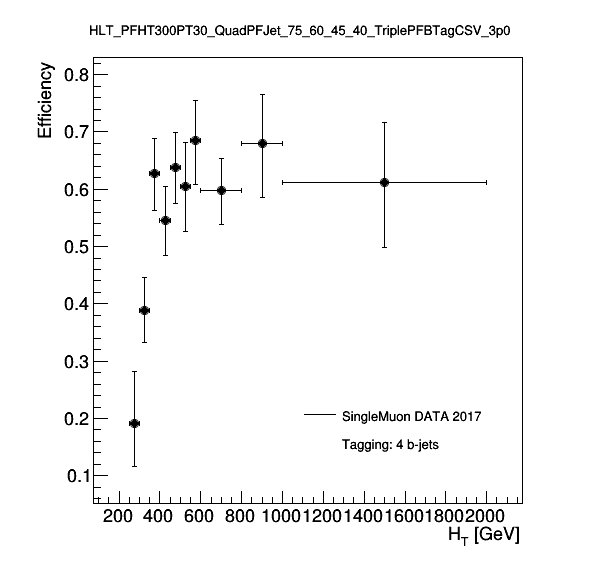 HLT_PFHT300PT30_QuadPFJet_75_60_45_40_TriplePFBTagCSV_3p0
Efficiency
0.8
0.7
0.6
0.5
0.4
0.3
0.2
0.1
SingleMuon DATA 2017
Tagging: 4 b-jets
200 400 600 800 1000 1200 1400 1600 1800 2000
H_T [GeV]